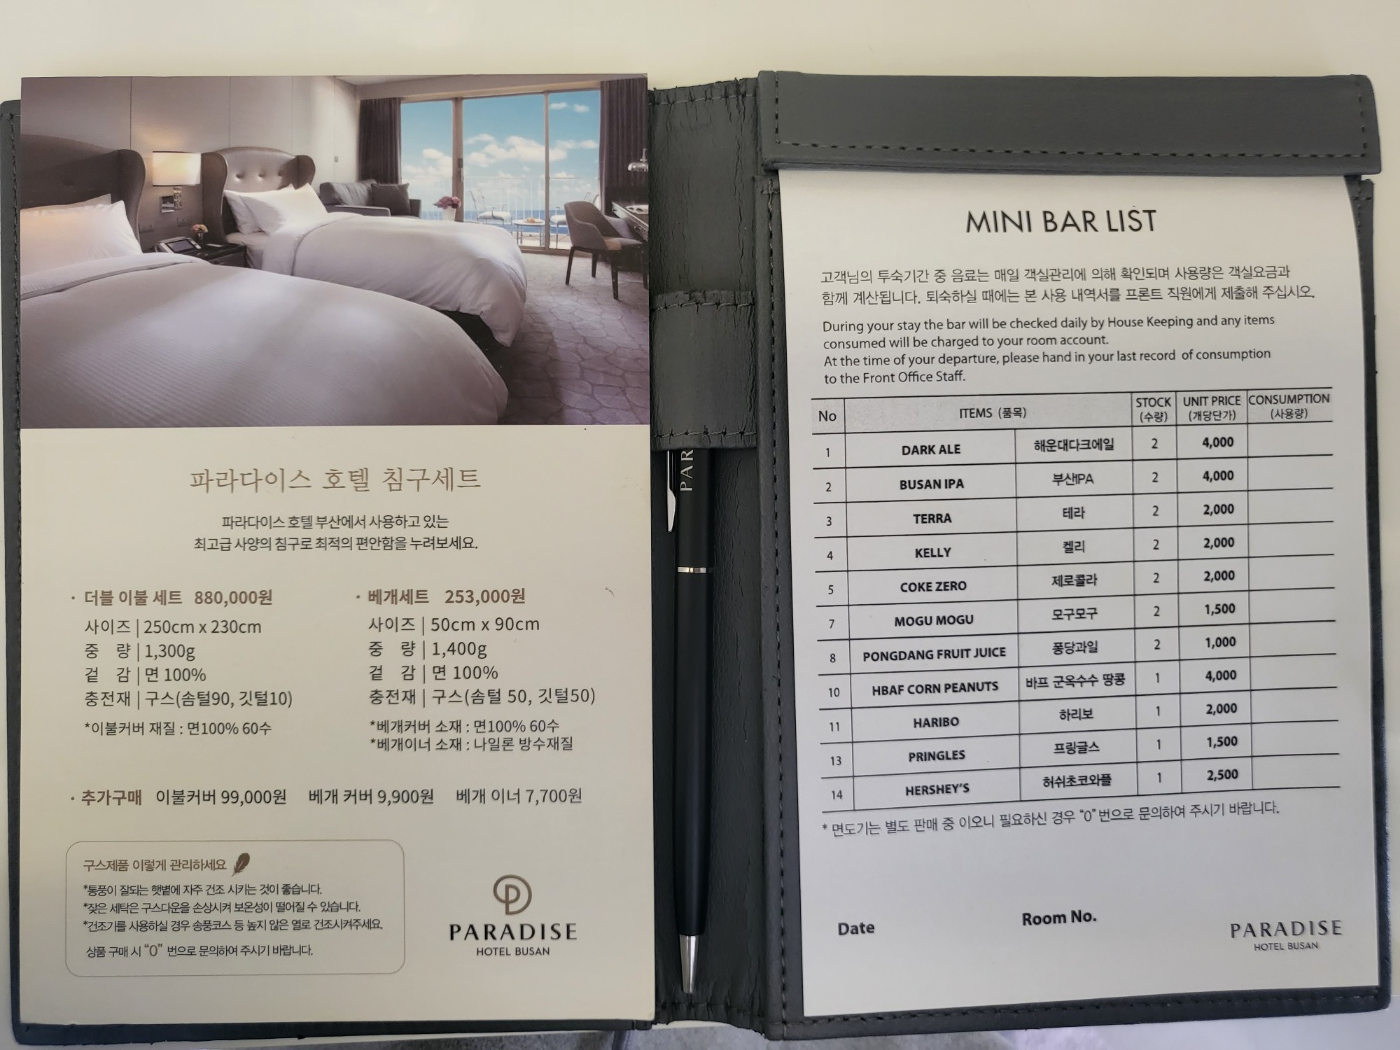 파라다이스 호텔 침구세트
파라다이스 호텔 부산에서 사용하고 있는
최고급 사양의 침구로 최적의 편안함을 누려보세요.
· 더블 이불 세트 880,000원
사이즈 | 250cm x 230cm
중 량 | 1,300g
겉 감 | 면 100%
충전재 | 구스(솜털90, 깃털10)
*이불커버 재질 : 면100% 60수
· 베개세트 253,000원
사이즈 | 50cm x 90cm
중 량 | 1,400g
겉 감 | 면 100%
충전재 | 구스(솜털 50, 깃털50)
*베개커버 소재 : 면100% 60수
*베개이너 소재 : 나일론 방수재질
· 추가구매 이불커버 99,000원 베개 커버 9,900원 베개 이너 7,700원
구스제품 이렇게 관리하세요
*통풍이 잘되는 햇볕에 자주 건조 시키는 것이 좋습니다.
*잦은 세탁은 구스다운을 손상시켜 보온성이 떨어질 수 있습니다.
*건조기를 사용하실 경우 송풍코스 등 높지 않은 열로 건조시켜주세요.
상품 구매 시 "0" 번으로 문의하여 주시기 바랍니다.
PARADISE
HOTEL BUSAN
PAR
MINI BAR LIST
고객님의 투숙기간 중 음료는 매일 객실관리에 의해 확인되며 사용량은 객실요금과
함께 계산됩니다. 퇴숙하실 때에는 본 사용 내역서를 프론트 직원에게 제출해 주십시오.
During your stay the bar will be checked daily by House Keeping and any items
consumed will be charged to your room account.
At the time of your departure, please hand in your last record of consumption
to the Front Office Staff.
No ITEMS (품목) STOCK (수량) UNIT PRICE (개당단가) CONSUMPTION (사용량)
1 DARK ALE 해운대다크에일 2 4,000
2 BUSAN IPA 부산IPA 2 4,000
3 TERRA 테라 2 2,000
4 KELLY 켈리 2 2,000
5 COKE ZERO 제로콜라 2 2,000
7 MOGU MOGU 모구모구 2 1,500
8 PONGDANG FRUIT JUICE 퐁당과일 2 1,000
10 HBAF CORN PEANUTS 바프 군옥수수 땅콩 1 4,000
11 HARIBO 하리보 1 2,000
13 PRINGLES 프링글스 1 1,500
14 HERSHEY'S 허쉬초코와플 1 2,500
* 면도기는 별도 판매 중 이오니 필요하신 경우 "0"번으로 문의하여 주시기 바랍니다.
Date Room No.
PARADISE
HOTEL BUSAN